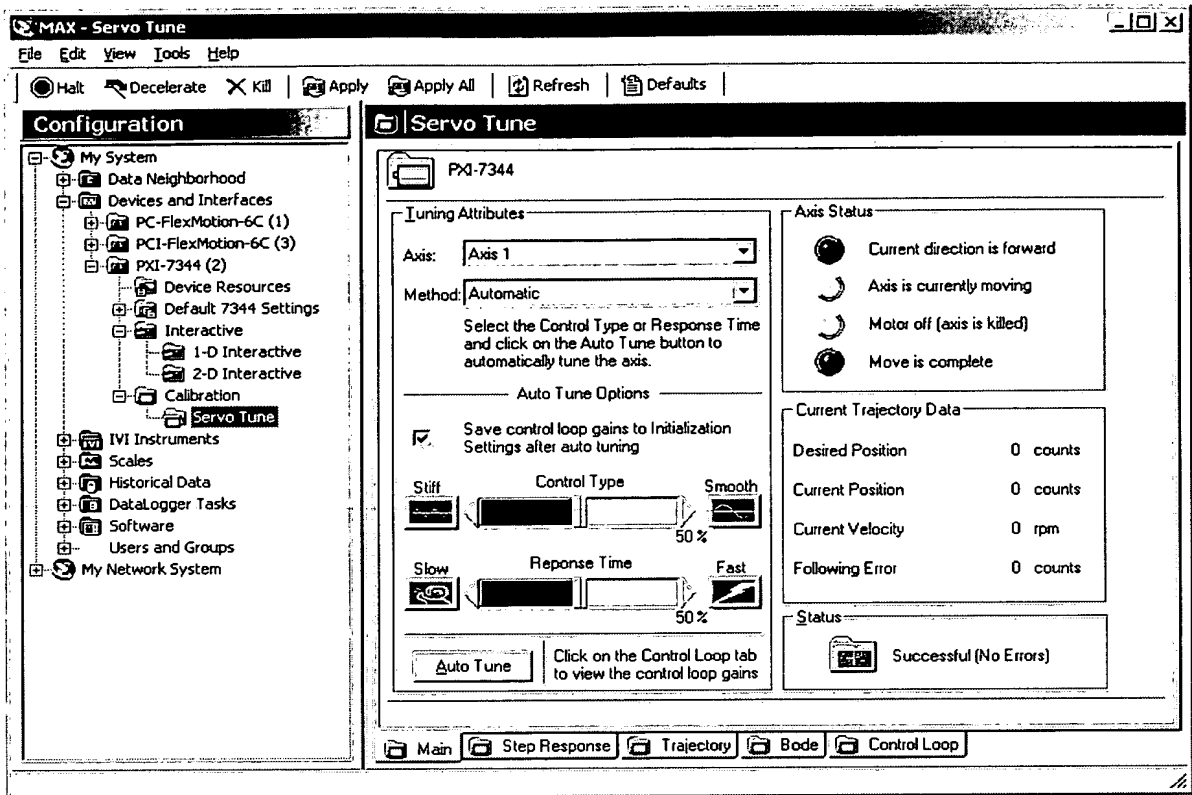 MAX - Servo Tune
File Edit View Tools Help
Halt Decelerate Kill Apply Apply All Refresh Defaults
Configuration
My System
Data Neighborhood
Devices and Interfaces
PC-FlexMotion-6C (1)
PCI-FlexMotion-6C (3)
PXI-7344 (2)
Device Resources
Default 7344 Settings
Interactive
1-D Interactive
2-D Interactive
Calibration
Servo Tune
IVI Instruments
Scales
Historical Data
DataLogger Tasks
Software
Users and Groups
My Network System
Servo Tune
PXI-7344
Tuning Attributes
Axis: Axis 1
Method: Automatic
Select the Control Type or Response Time
and click on the Auto Tune button to
automatically tune the axis.
Auto Tune Options
Save control loop gains to Initialization
Settings after auto tuning
Stiff Control Type Smooth
50 %
Slow Reponse Time Fast
50 %
Auto Tune
Click on the Control Loop tab
to view the control loop gains
Axis Status
Current direction is forward
Axis is currently moving
Motor off (axis is killed)
Move is complete
Current Trajectory Data
Desired Position 0 counts
Current Position 0 counts
Current Velocity 0 rpm
Following Error 0 counts
Status
Successful (No Errors)
Main Step Response Trajectory Bode Control Loop